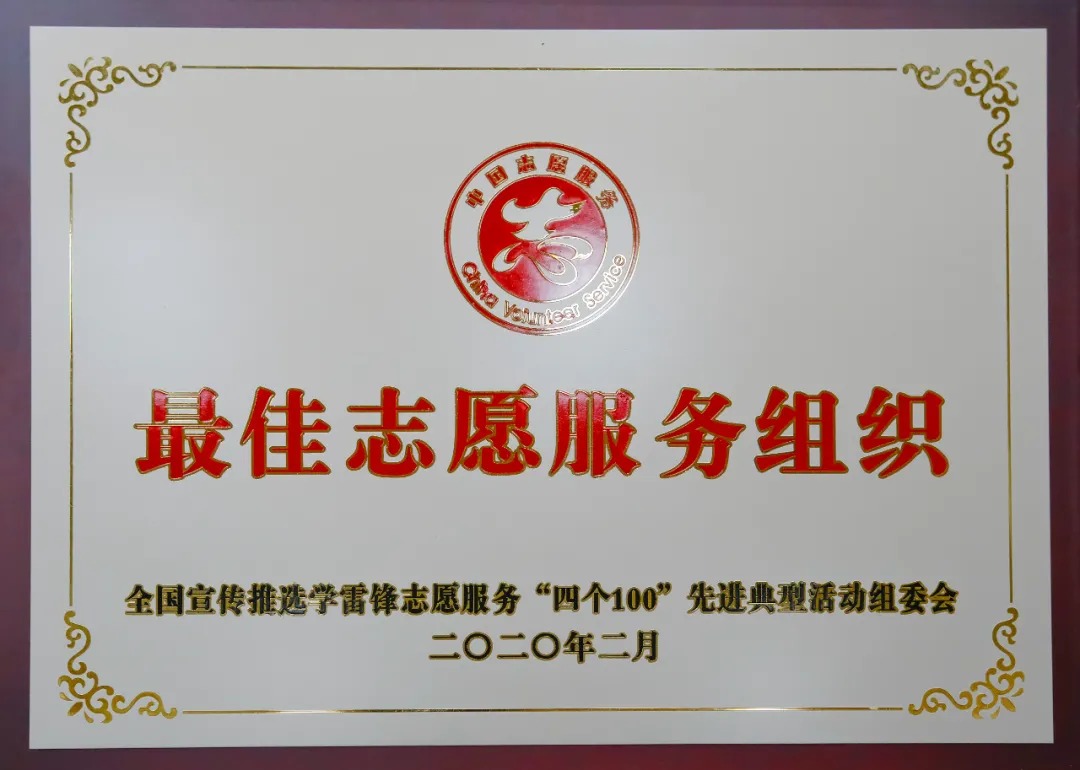 中国志愿服务
China Volunteer Service
最佳志愿服务组织
全国宣传推选学雷锋志愿服务“四个100”先进典型活动组委会
二〇二〇年二月